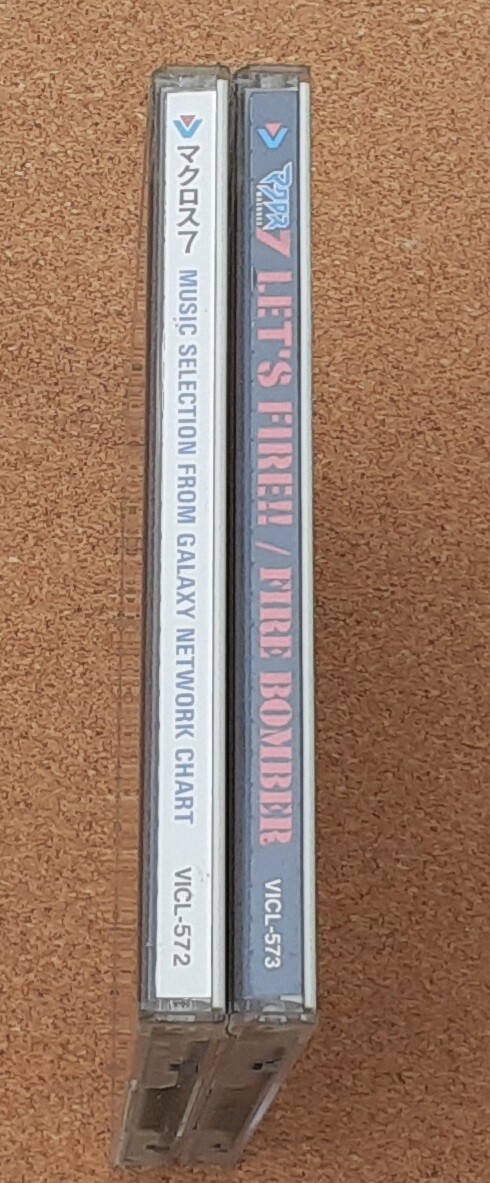 マクロス7 MUSIC SELECTION FROM GALAXY NETWORK CHART VICL-572
マクロス7 LET'S FIRE!! / FIRE BOMBER VICL-573